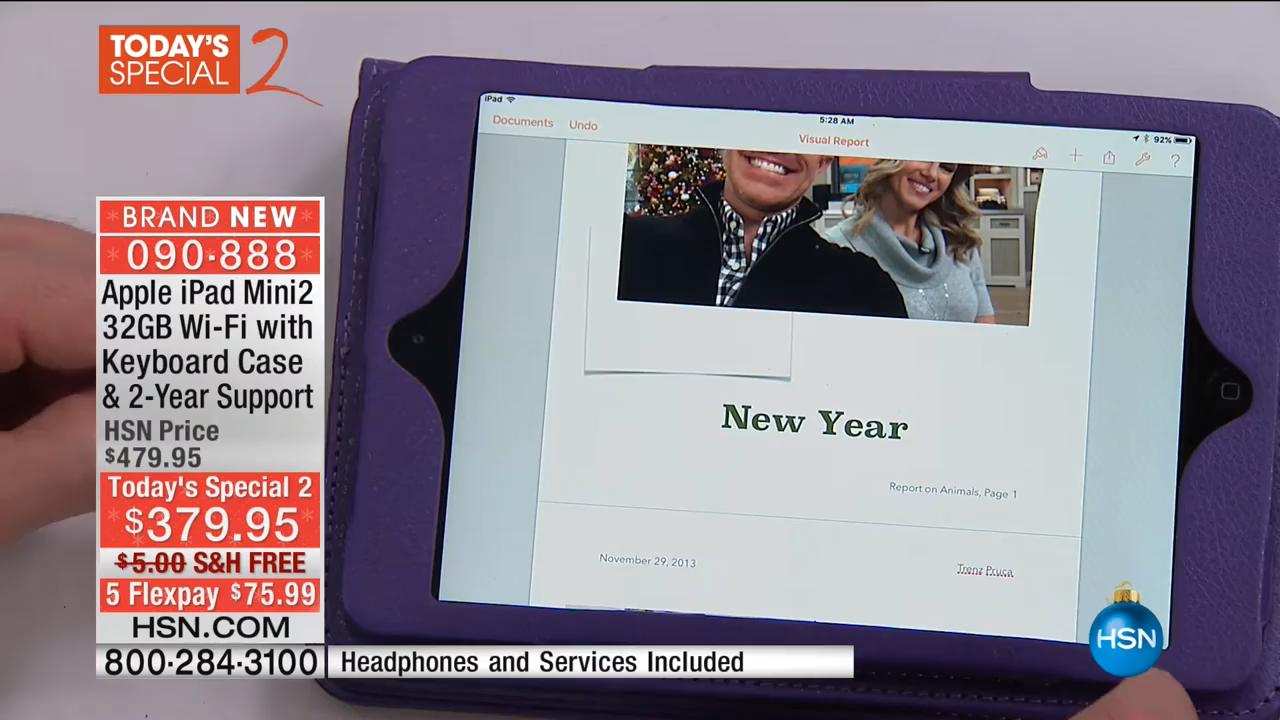 TODAY'S
SPECIAL 2
BRAND NEW
090•888
Apple iPad Mini2
32GB Wi-Fi with
Keyboard Case
& 2-Year Support
HSN Price
$479.95
Today's Special 2
$379.95
$5.00 S&H FREE
5 Flexpay $75.99
HSN.COM
800•284•3100
Headphones and Services Included
iPad
5:28 AM
92%
Documents Undo
Visual Report
?
New Year
Report on Animals, Page 1
November 29, 2013
Trenz Pruca
HSN